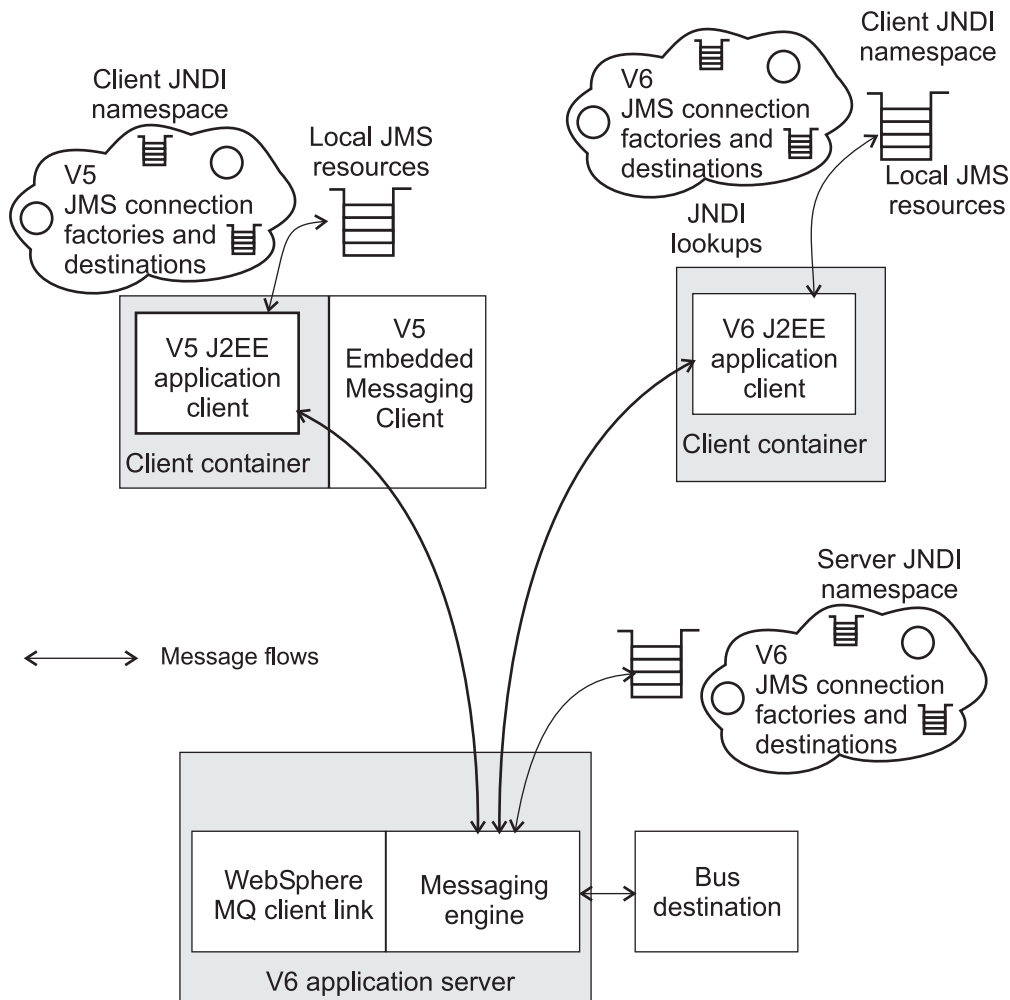 Client JNDI
namespace
V5
JMS connection
factories and
destinations
Local JMS
resources
V5 J2EE
application
client
Client container
V5
Embedded
Messaging
Client
Client JNDI
namespace
V6
JMS connection
factories and
destinations
Local JMS
resources
JNDI
lookups
V6 J2EE
application
client
Client container
Server JNDI
namespace
V6
JMS connection
factories and
destinations
Message flows
WebSphere
MQ client link
Messaging
engine
Bus
destination
V6 application server